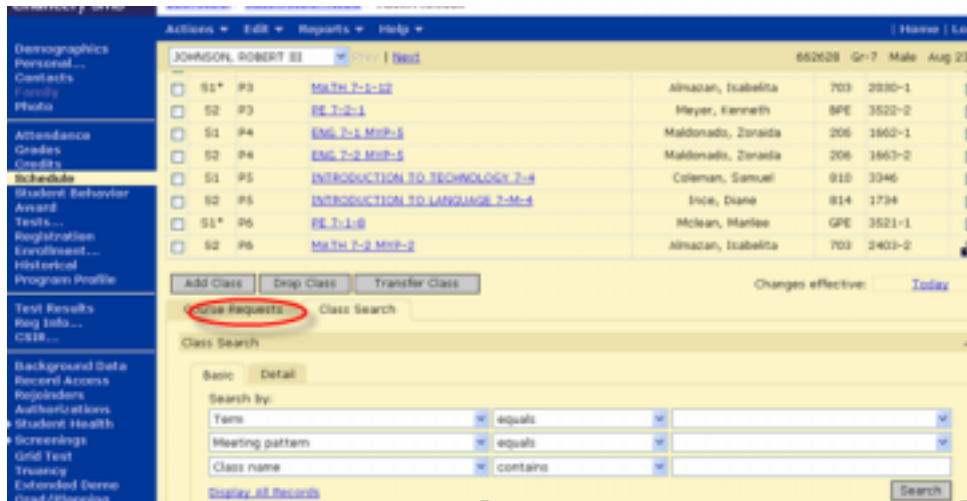 Actions Edit Reports Help | Home |
Demographics
Personal...
Contacts
Family
Photo
Attendance
Grades
Credits
Schedule
Student Behavior
Award
Tests...
Registration
Enrollment...
Historical
Program Profile
Test Results
Reg Info...
Background Data
Record Access
Rejoinders
Authorizations
Student Health
Screenings
Grid Test
Truancy
Extended Demo
Grad/Planning
JOHNSON, ROBERT III Prev | Next 662628 Gr-7 Male Aug 23
S1* P3 MATH 7-1-12 Almazan, Isabelita 703 2030-1
S2 P3 PE 7-2-1 Meyer, Kenneth BPE 3522-2
S1 P4 ENG 7-1 MYP-5 Maldonado, Zoraida 206 1662-1
S2 P4 ENG 7-2 MYP-5 Maldonado, Zoraida 206 1663-2
S1 P5 INTRODUCTION TO TECHNOLOGY 7-4 Coleman, Samuel 810 3346
S2 P5 INTRODUCTION TO LANGUAGE 7-M-4 Ince, Diane 814 1734
S1* P6 PE 7-1-8 Mclean, Marilee GPE 3521-1
S2 P6 MATH 7-2 MYP-2 Almazan, Isabelita 703 2403-2
Add Class Drop Class Transfer Class Changes effective: Today
Course Requests Class Search
Class Search
Basic Detail
Search by:
Term equals
Meeting pattern equals
Class name contains
Display All Records Search